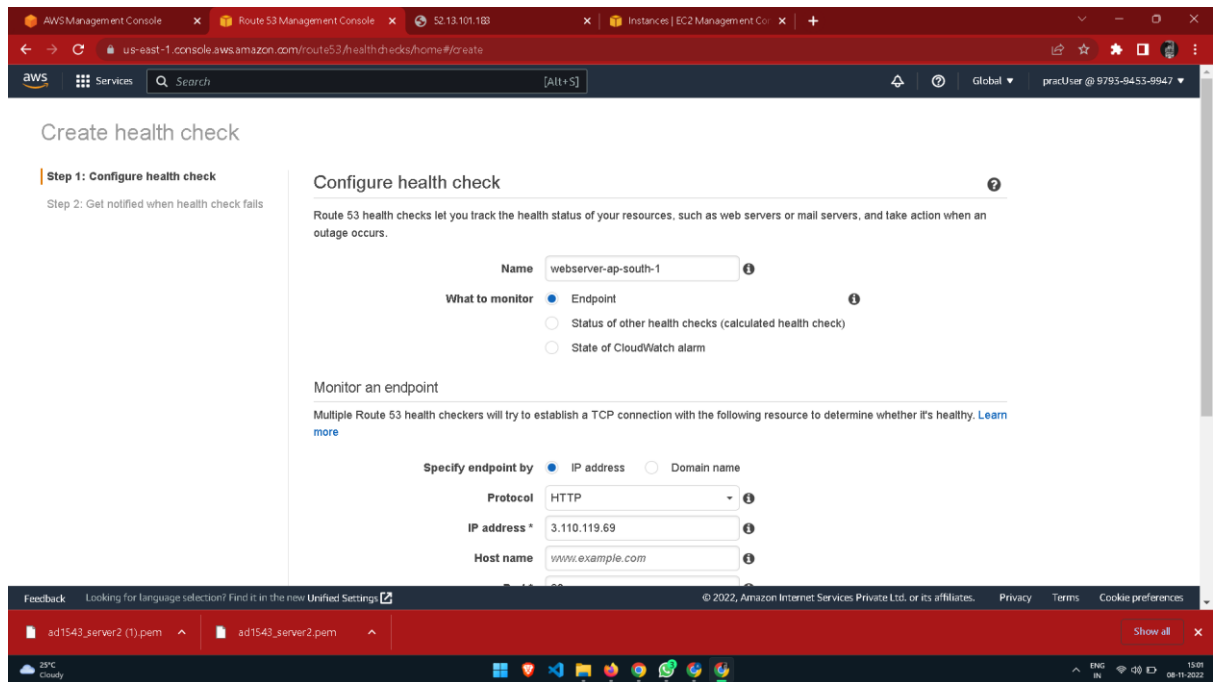 AWS Management Console
Route 53 Management Console
52.13.101.183
Instances | EC2 Management Co
us-east-1.console.aws.amazon.com/route53/healthchecks/home#/create
aws
Services
Search
[Alt+S]
Global
pracUser @ 9793-9453-9947
Create health check
Step 1: Configure health check
Step 2: Get notified when health check fails
Configure health check
Route 53 health checks let you track the health status of your resources, such as web servers or mail servers, and take action when an
outage occurs.
Name
webserver-ap-south-1
What to monitor
Endpoint
Status of other health checks (calculated health check)
State of CloudWatch alarm
Monitor an endpoint
Multiple Route 53 health checkers will try to establish a TCP connection with the following resource to determine whether it's healthy. Learn
more
Specify endpoint by
IP address
Domain name
Protocol
HTTP
IP address *
3.110.119.69
Host name
www.example.com
Feedback
Looking for language selection? Find it in the new Unified Settings
© 2022, Amazon Internet Services Private Ltd. or its affiliates.
Privacy
Terms
Cookie preferences
ad1543_server2 (1).pem
ad1543_server2.pem
Show all
25°C
Cloudy
ENG
IN
15:01
08-11-2022